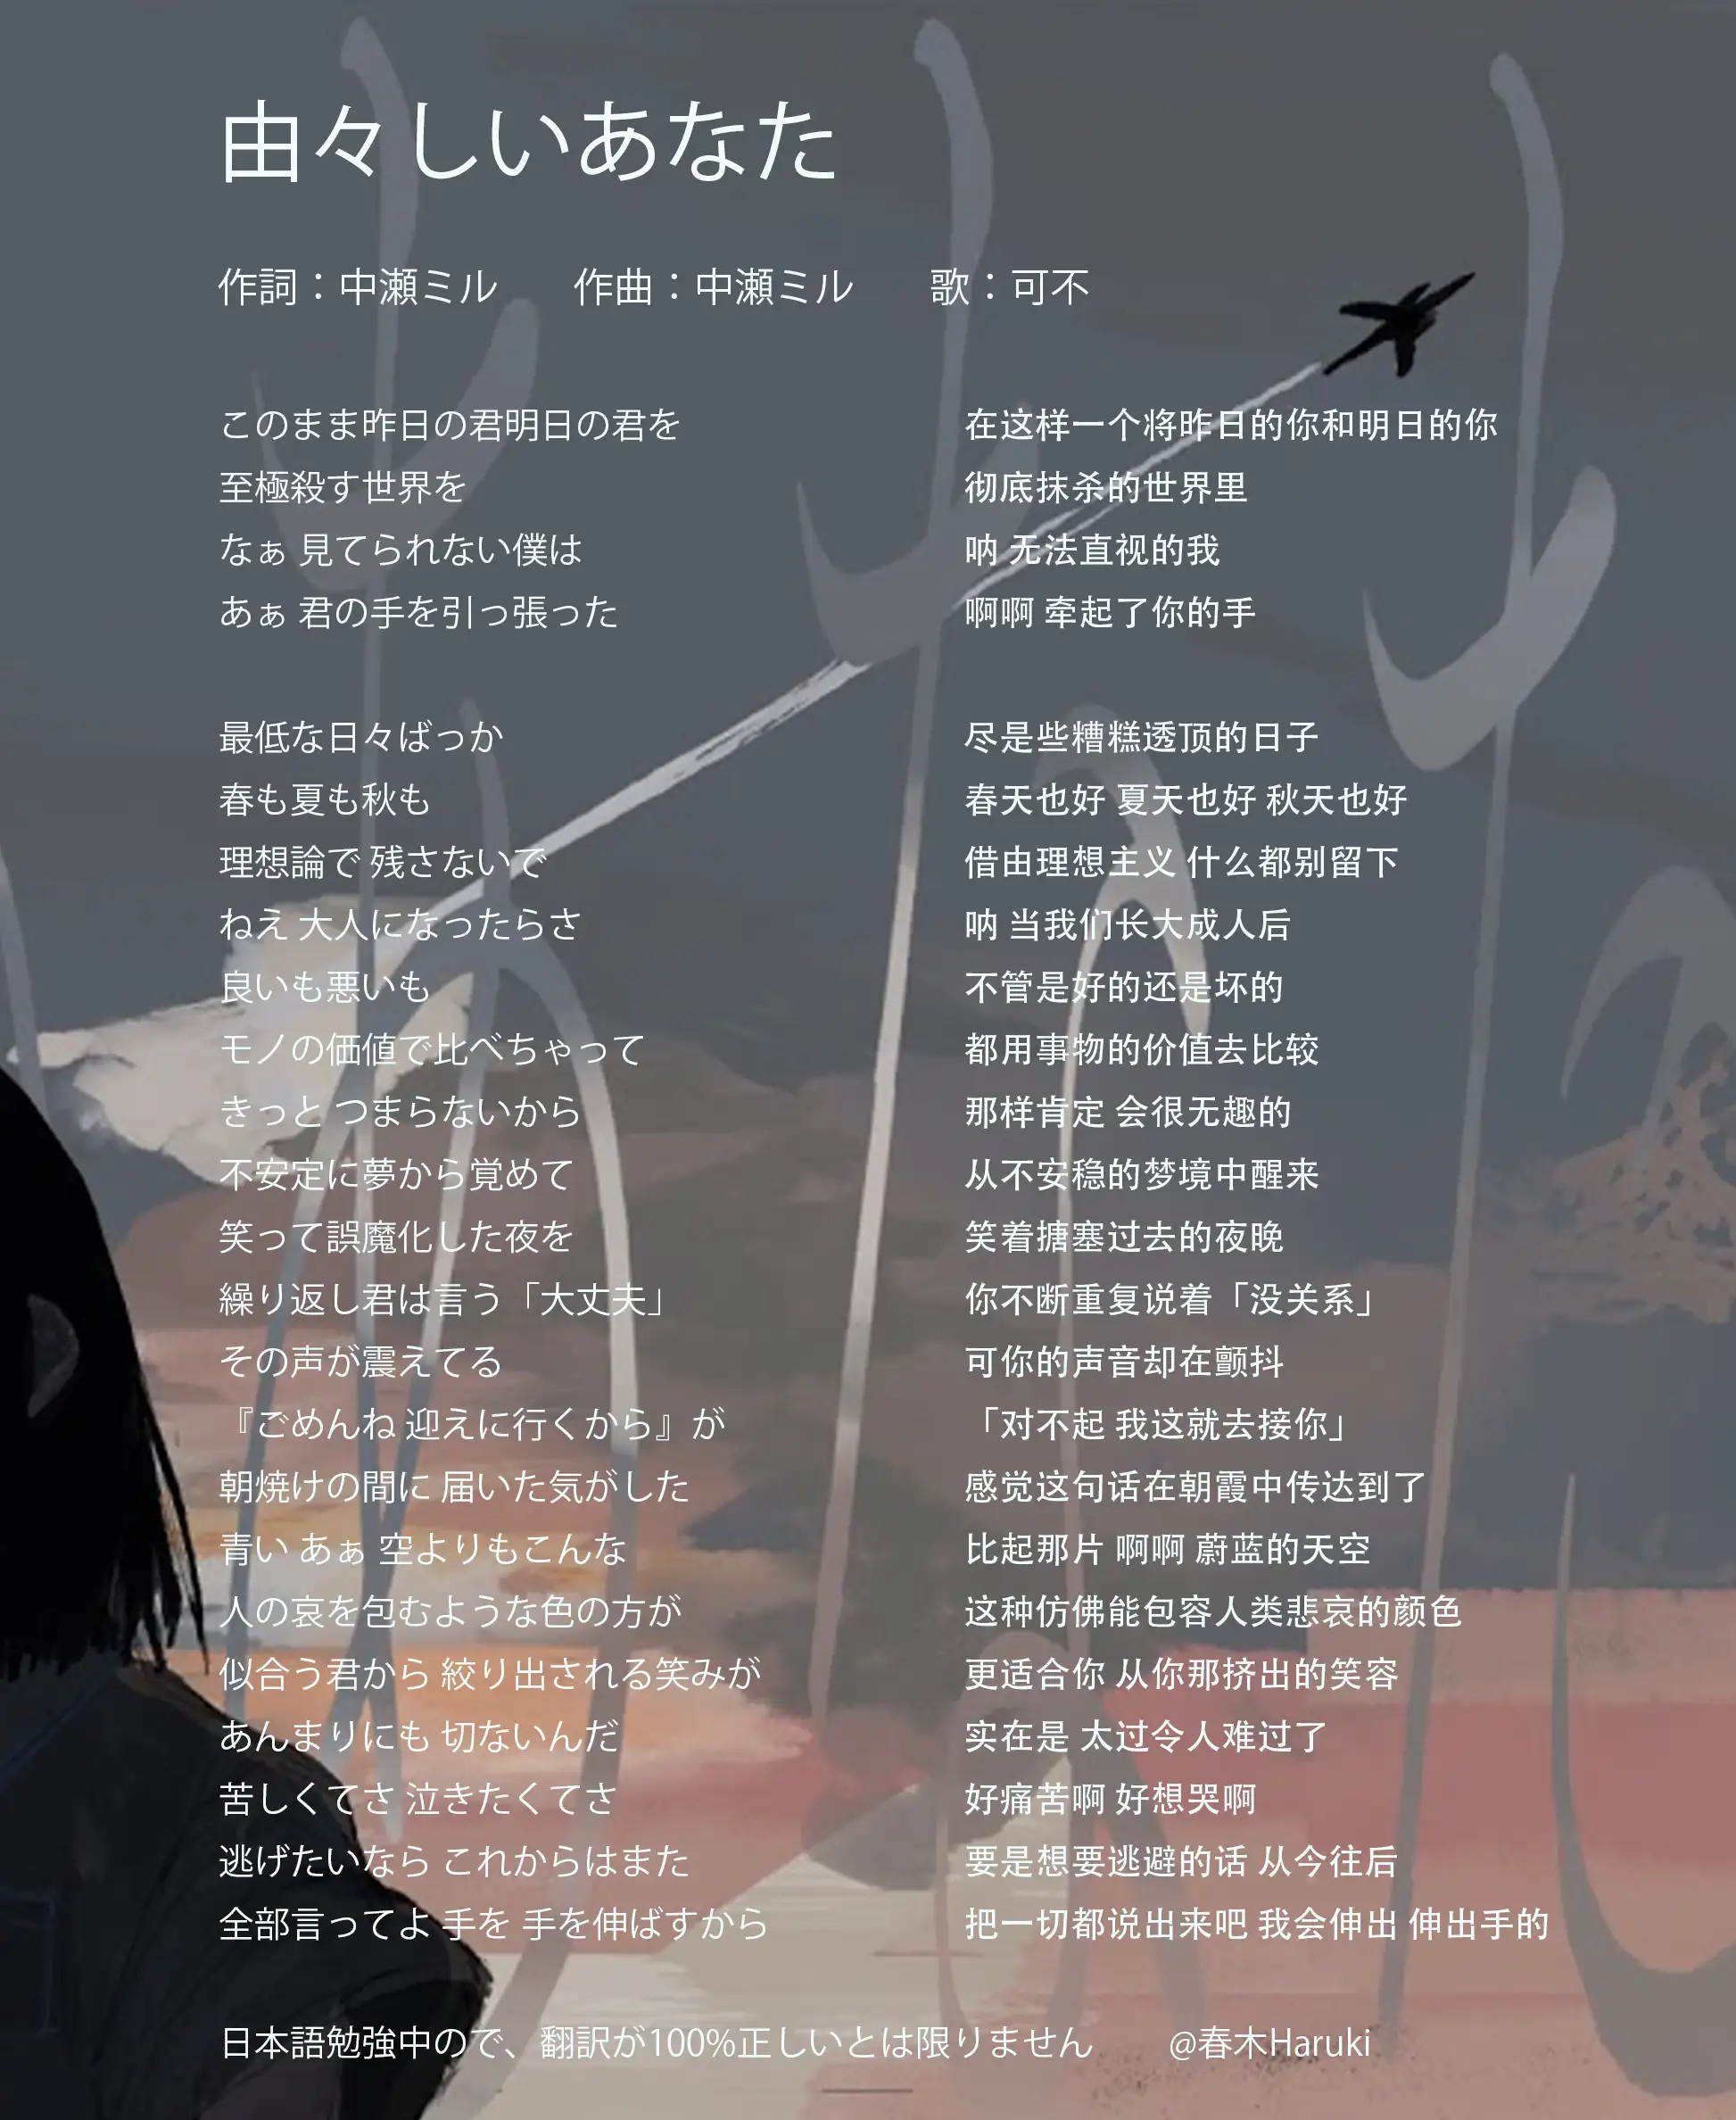 由々しいあなた
作詞：中瀬ミル　　作曲：中瀬ミル　　歌：可不
このまま昨日の君明日の君を
至極殺す世界を
なぁ 見てられない僕は
あぁ 君の手を引っ張った
最低な日々ばっか
春も夏も秋も
理想論で 残さないで
ねえ 大人になったらさ
良いも悪いも
モノの価値で比べちゃって
きっと つまらないから
不安定に夢から覚めて
笑って誤魔化した夜を
繰り返し君は言う「大丈夫」
その声が震えてる
『ごめんね 迎えに行くから』が
朝焼けの間に 届いた気がした
青い あぁ 空よりもこんな
人の哀を包むような色の方が
似合う君から 絞り出される笑みが
あんまりにも 切ないんだ
苦しくてさ 泣きたくてさ
逃げたいなら これからはまた
全部言ってよ 手を 手を伸ばすから
在这样一个将昨日的你和明日的你
彻底抹杀的世界里
呐 无法直视的我
啊啊 牵起了你的手
尽是些糟糕透顶的日子
春天也好 夏天也好 秋天也好
借由理想主义 什么都别留下
呐 当我们长大成人后
不管是好的还是坏的
都用事物的价值去比较
那样肯定 会很无趣的
从不安稳的梦境中醒来
笑着搪塞过去的夜晚
你不断重复说着「没关系」
可你的声音却在颤抖
「对不起 我这就去接你」
感觉这句话在朝霞中传达到了
比起那片 啊啊 蔚蓝的天空
这种仿佛能包容人类悲哀的颜色
更适合你 从你那挤出的笑容
实在是 太过令人难过了
好痛苦啊 好想哭啊
要是想要逃避的话 从今往后
把一切都说出来吧 我会伸出 伸出手的
日本語勉強中ので、翻訳が100%正しいとは限りません　　@春木Haruki